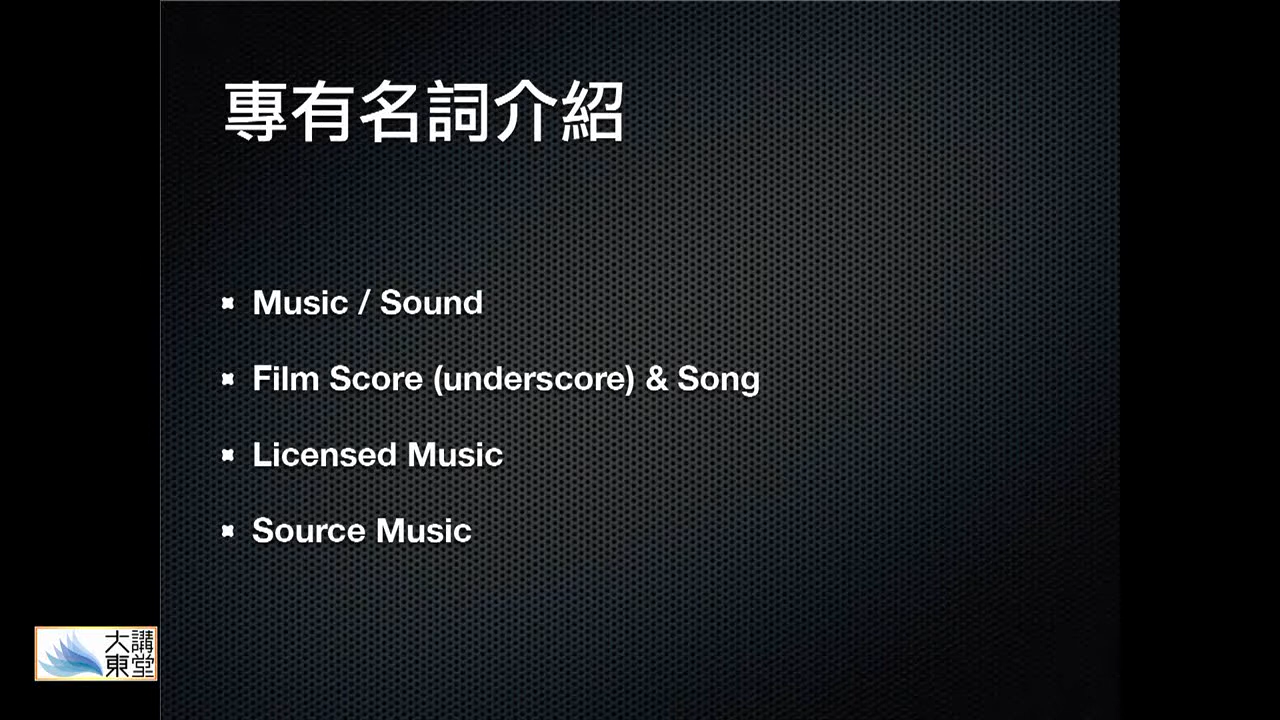 專有名詞介紹
Music / Sound
Film Score (underscore) & Song
Licensed Music
Source Music
大講
東堂